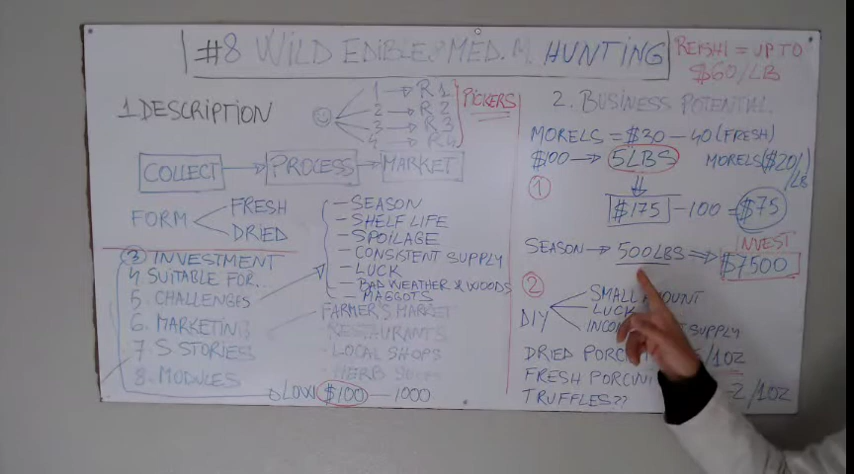 #8 WILD EDIBLE & MED. M. HUNTING
REISHI = UP TO
$60/LB
1. DESCRIPTION
1 → R 1
2 → R 2
3 → R 3
4 → R 4
PICKERS
COLLECT → PROCESS → MARKET
FORM
FRESH
DRIED
- SEASON
- SHELF LIFE
- SPOILAGE
- CONSISTENT SUPPLY
- LUCK
- BAD WEATHER & WOODS
- MAGGOTS
3 INVESTMENT
4 SUITABLE FOR...
5. CHALLENGES
6. MARKETING
7 S STORIES
8. MODULES
FARMER'S MARKET
RESTAURANTS
LOCAL SHOPS
HERB
LOW $100 — 1000
2. BUSINESS POTENTIAL
MORELS = $30 - 40 (FRESH)
$100 → 5LBS
MORELS ($20/
/LB
1
$175 - 100 = $75
SEASON → 500LBS ⇒ $7500
INVEST
2
DIY
SMALL AMOUNT
LUCK
SUPPLY
DRIED /1OZ
FRESH PORCINI 2/1OZ
TRUFFLES??